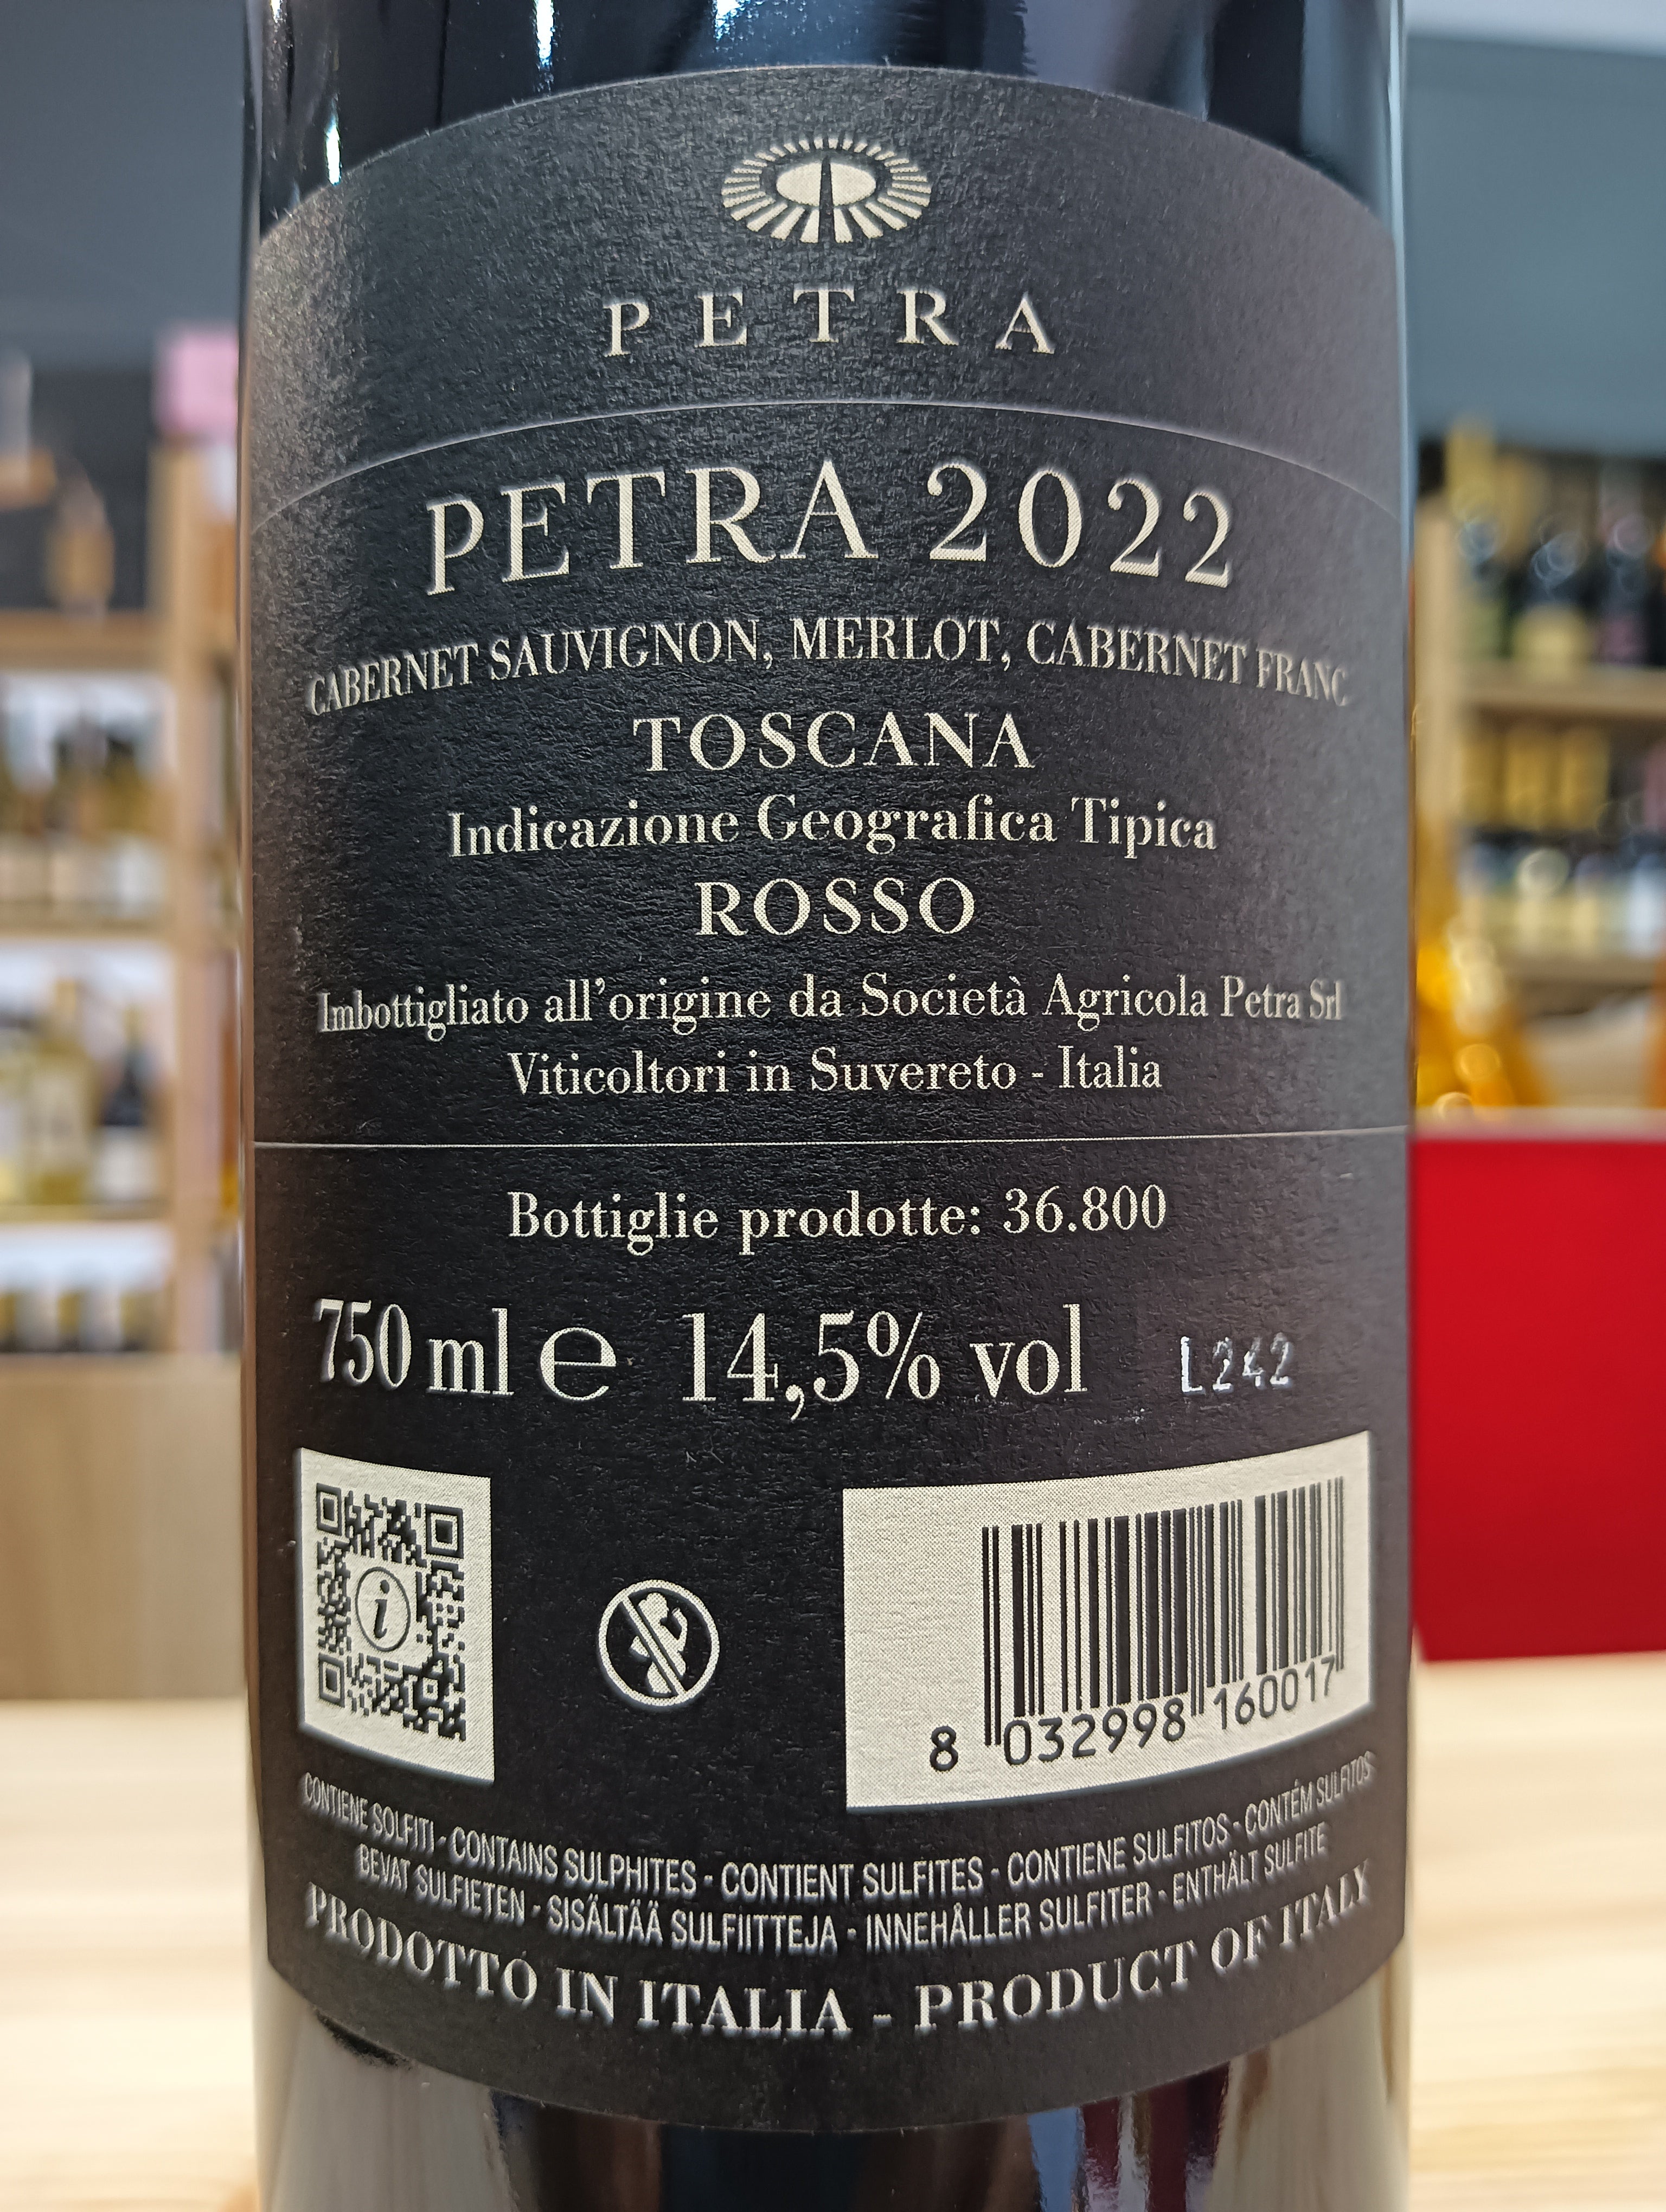 PETRA
PETRA 2022
CABERNET SAUVIGNON, MERLOT, CABERNET FRANC
TOSCANA
Indicazione Geografica Tipica
ROSSO
Imbottigliato all'origine da Società Agricola Petra Srl
Viticoltori in Suvereto - Italia
Bottiglie prodotte: 36.800
750 ml e 14,5% vol L242
i
8 032998 160017
CONTIENE SOLFITI - CONTAINS SULPHITES - CONTIENT SULFITES - CONTIENE SULFITOS - CONTÉM SULFITOS
BEVAT SULFIETEN - SISÄLTÄÄ SULFIITTEJA - INNEHÅLLER SULFITER - ENTHÄLT SULFITE
PRODOTTO IN ITALIA - PRODUCT OF ITALY